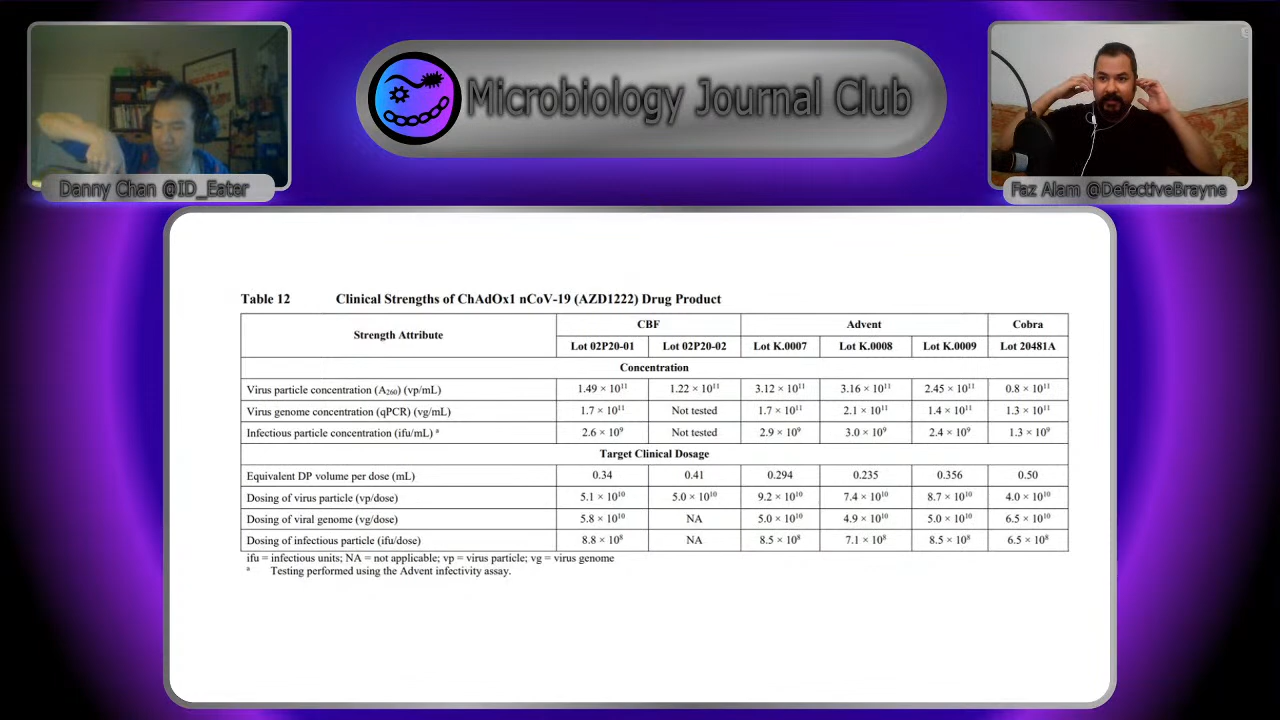 Microbiology Journal Club
Danny Chan @ID_Eater
Faz Alam @DefectiveBrayne
Table 12 Clinical Strengths of ChAdOx1 nCoV-19 (AZD1222) Drug Product
Strength Attribute CBF Advent Cobra
Lot 02P20-01 Lot 02P20-02 Lot K.0007 Lot K.0008 Lot K.0009 Lot 20481A
Concentration
Virus particle concentration (A₂₆₀) (vp/mL) 1.49 × 10¹¹ 1.22 × 10¹¹ 3.12 × 10¹¹ 3.16 × 10¹¹ 2.45 × 10¹¹ 0.8 × 10¹¹
Virus genome concentration (qPCR) (vg/mL) 1.7 × 10¹¹ Not tested 1.7 × 10¹¹ 2.1 × 10¹¹ 1.4 × 10¹¹ 1.3 × 10¹¹
Infectious particle concentration (ifu/mL) ª 2.6 × 10⁹ Not tested 2.9 × 10⁹ 3.0 × 10⁹ 2.4 × 10⁹ 1.3 × 10⁹
Target Clinical Dosage
Equivalent DP volume per dose (mL) 0.34 0.41 0.294 0.235 0.356 0.50
Dosing of virus particle (vp/dose) 5.1 × 10¹⁰ 5.0 × 10¹⁰ 9.2 × 10¹⁰ 7.4 × 10¹⁰ 8.7 × 10¹⁰ 4.0 × 10¹⁰
Dosing of viral genome (vg/dose) 5.8 × 10¹⁰ NA 5.0 × 10¹⁰ 4.9 × 10¹⁰ 5.0 × 10¹⁰ 6.5 × 10¹⁰
Dosing of infectious particle (ifu/dose) 8.8 × 10⁸ NA 8.5 × 10⁸ 7.1 × 10⁸ 8.5 × 10⁸ 6.5 × 10⁸
ifu = infectious units; NA = not applicable; vp = virus particle; vg = virus genome
ª Testing performed using the Advent infectivity assay.